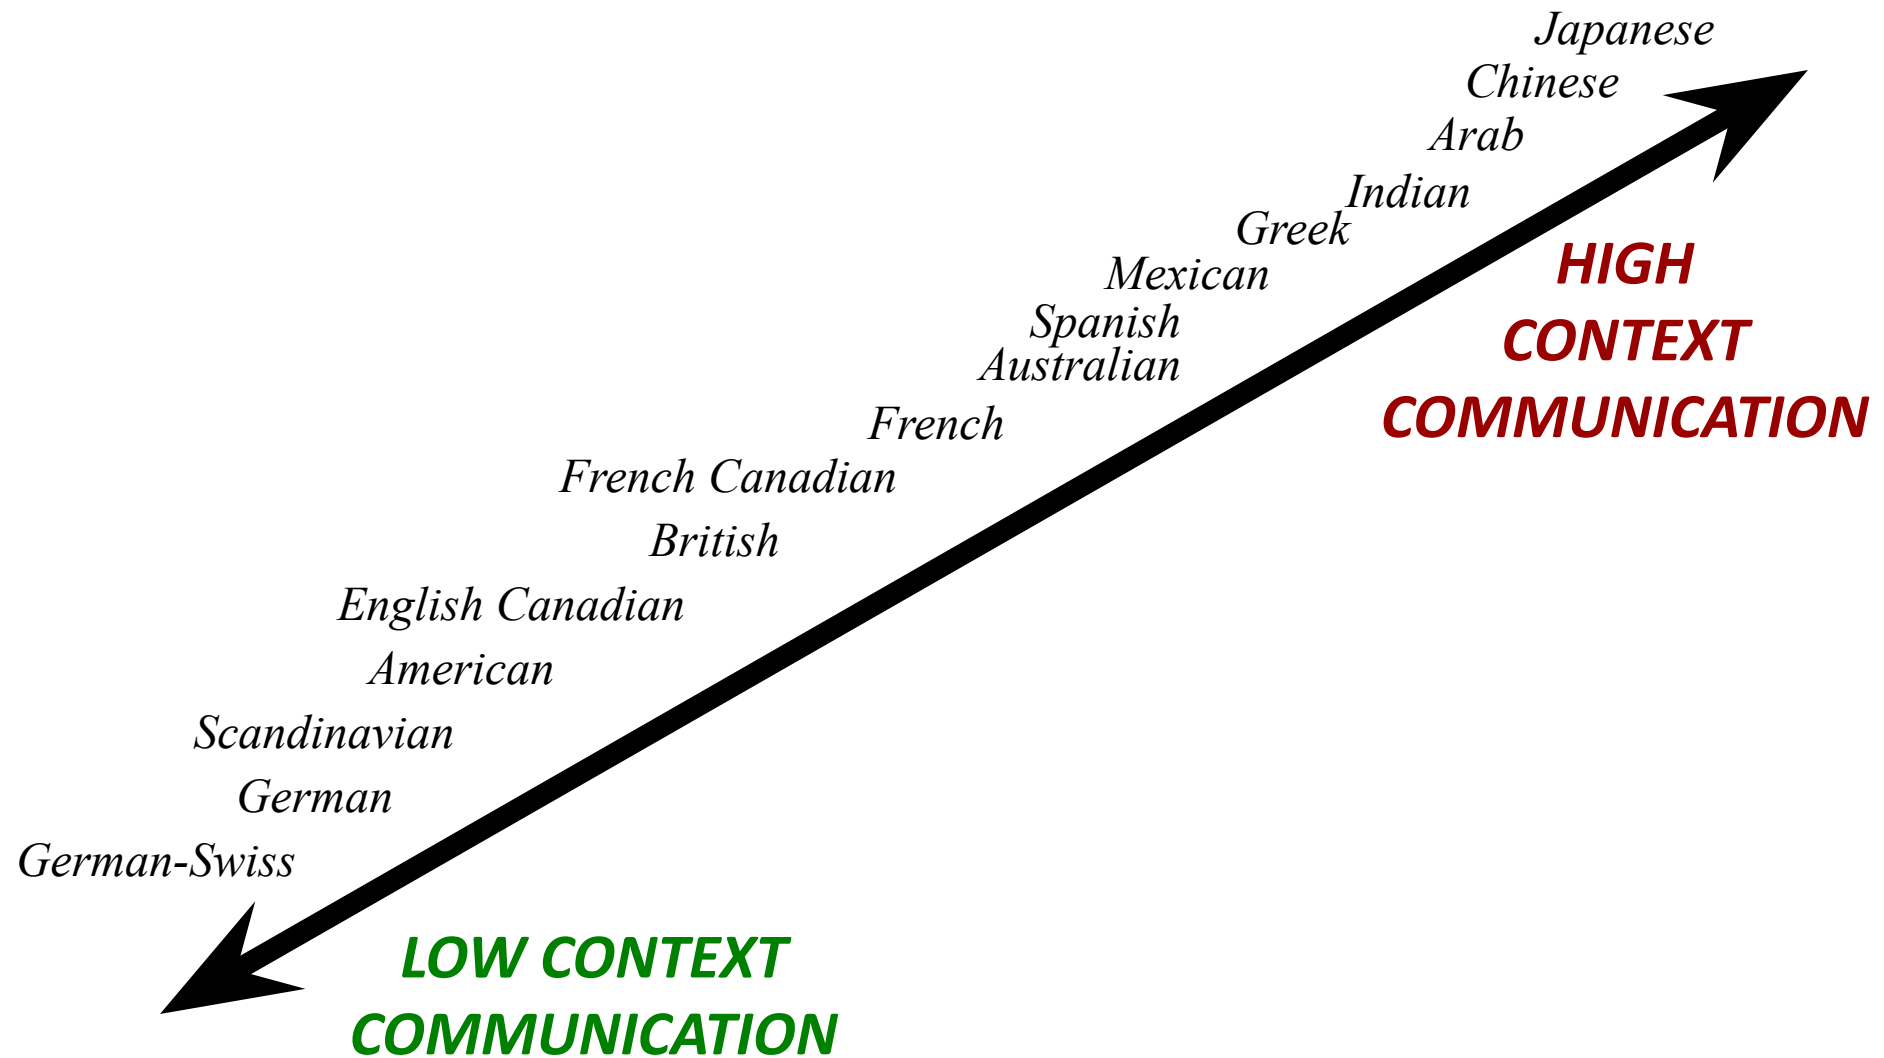 Japanese
Chinese
Arab
Indian
Greek
Mexican
Spanish
Australian
French
French Canadian
British
English Canadian
American
Scandinavian
German
German-Swiss
HIGH
CONTEXT
COMMUNICATION
LOW CONTEXT
COMMUNICATION